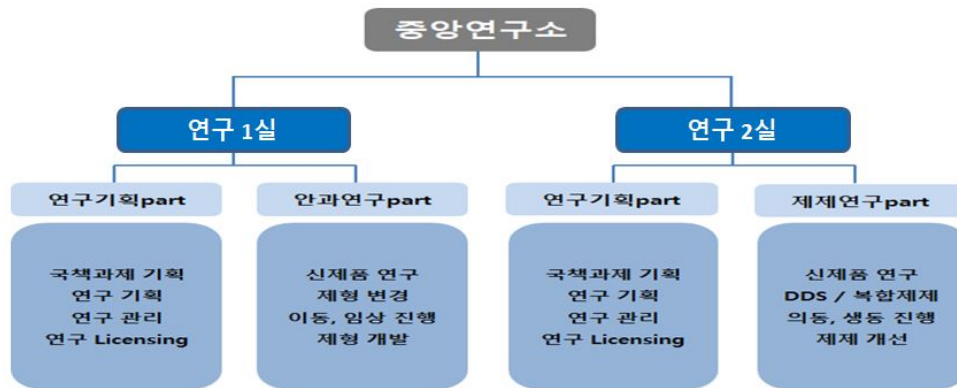 중앙연구소
연구 1실
연구 2실
연구기획part
안과연구part
연구기획part
제제연구part
국책과제 기획
연구 기획
연구 관리
연구 Licensing
신제품 연구
제형 변경
이동, 임상 진행
제형 개발
국책과제 기획
연구 기획
연구 관리
연구 Licensing
신제품 연구
DDS / 복합제제
의동, 생동 진행
제제 개선